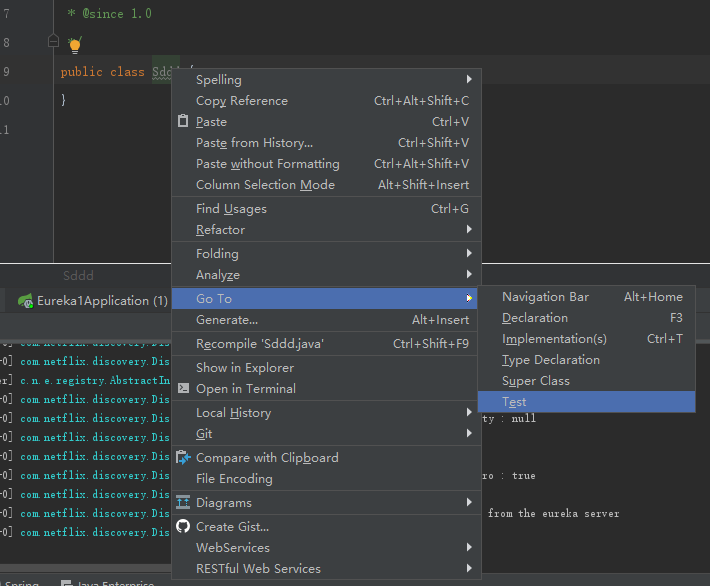 7 * @since 1.0
8 */
9 public class Sddd {
10 }
11
Spelling
Copy Reference Ctrl+Alt+Shift+C
Paste Ctrl+V
Paste from History... Ctrl+Shift+V
Paste without Formatting Ctrl+Alt+Shift+V
Column Selection Mode Alt+Shift+Insert
Find Usages Ctrl+G
Refactor
Folding
Analyze
Go To
Generate... Alt+Insert
Recompile 'Sddd.java' Ctrl+Shift+F9
Show in Explorer
Open in Terminal
Local History
Git
Compare with Clipboard
File Encoding
Diagrams
Create Gist...
WebServices
RESTful Web Services
Navigation Bar Alt+Home
Declaration F3
Implementation(s) Ctrl+T
Type Declaration
Super Class
Test
Sddd
Eureka1Application (1)
-0] com.netflix.discovery.Dis
-0] com.netflix.discovery.Dis
er] c.n.e.registry.AbstractIn
-0] com.netflix.discovery.Dis
-0] com.netflix.discovery.Dis ty : null
-0] com.netflix.discovery.Dis
-0] com.netflix.discovery.Dis
-0] com.netflix.discovery.Dis ro : true
-0] com.netflix.discovery.Dis
-0] com.netflix.discovery.Dis from the eureka server
-0] com.netflix.discovery.Dis
Spring Java Enterprise